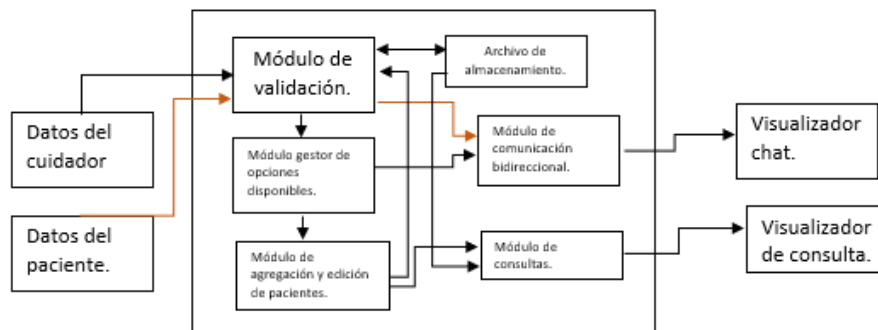 Módulo de
validación.
Archivo de
almacenamiento.
Datos del
cuidador
Módulo gestor de
opciones
disponibles.
Módulo de
comunicación
bidireccional.
Visualizador
chat.
Datos del
paciente.
Módulo de
agregación y edición
de pacientes.
Módulo de
consultas.
Visualizador
de consulta.